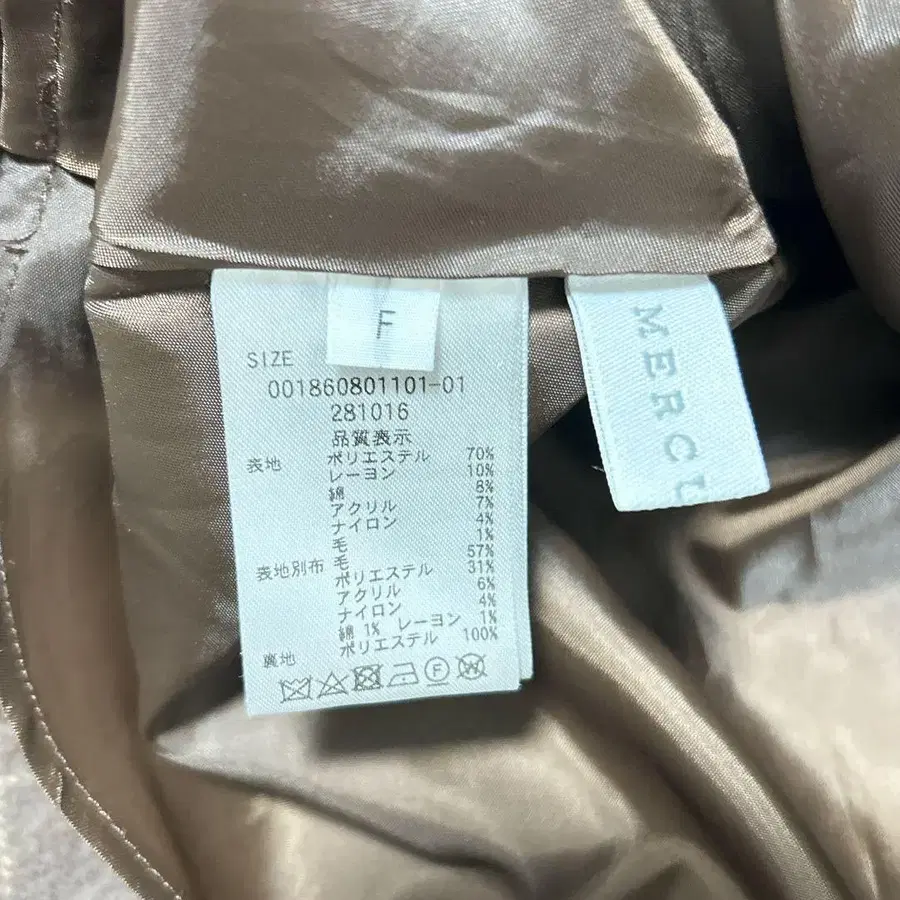 F
SIZE
001860801101-01
281016
品質表示
表地 ポリエステル 70%
レーヨン 10%
綿 8%
アクリル 7%
ナイロン 4%
毛 1%
表地別布 毛 57%
ポリエステル 31%
アクリル 6%
ナイロン 4%
綿 1% レーヨン 1%
裏地 ポリエステル 100%
F W
MERCU